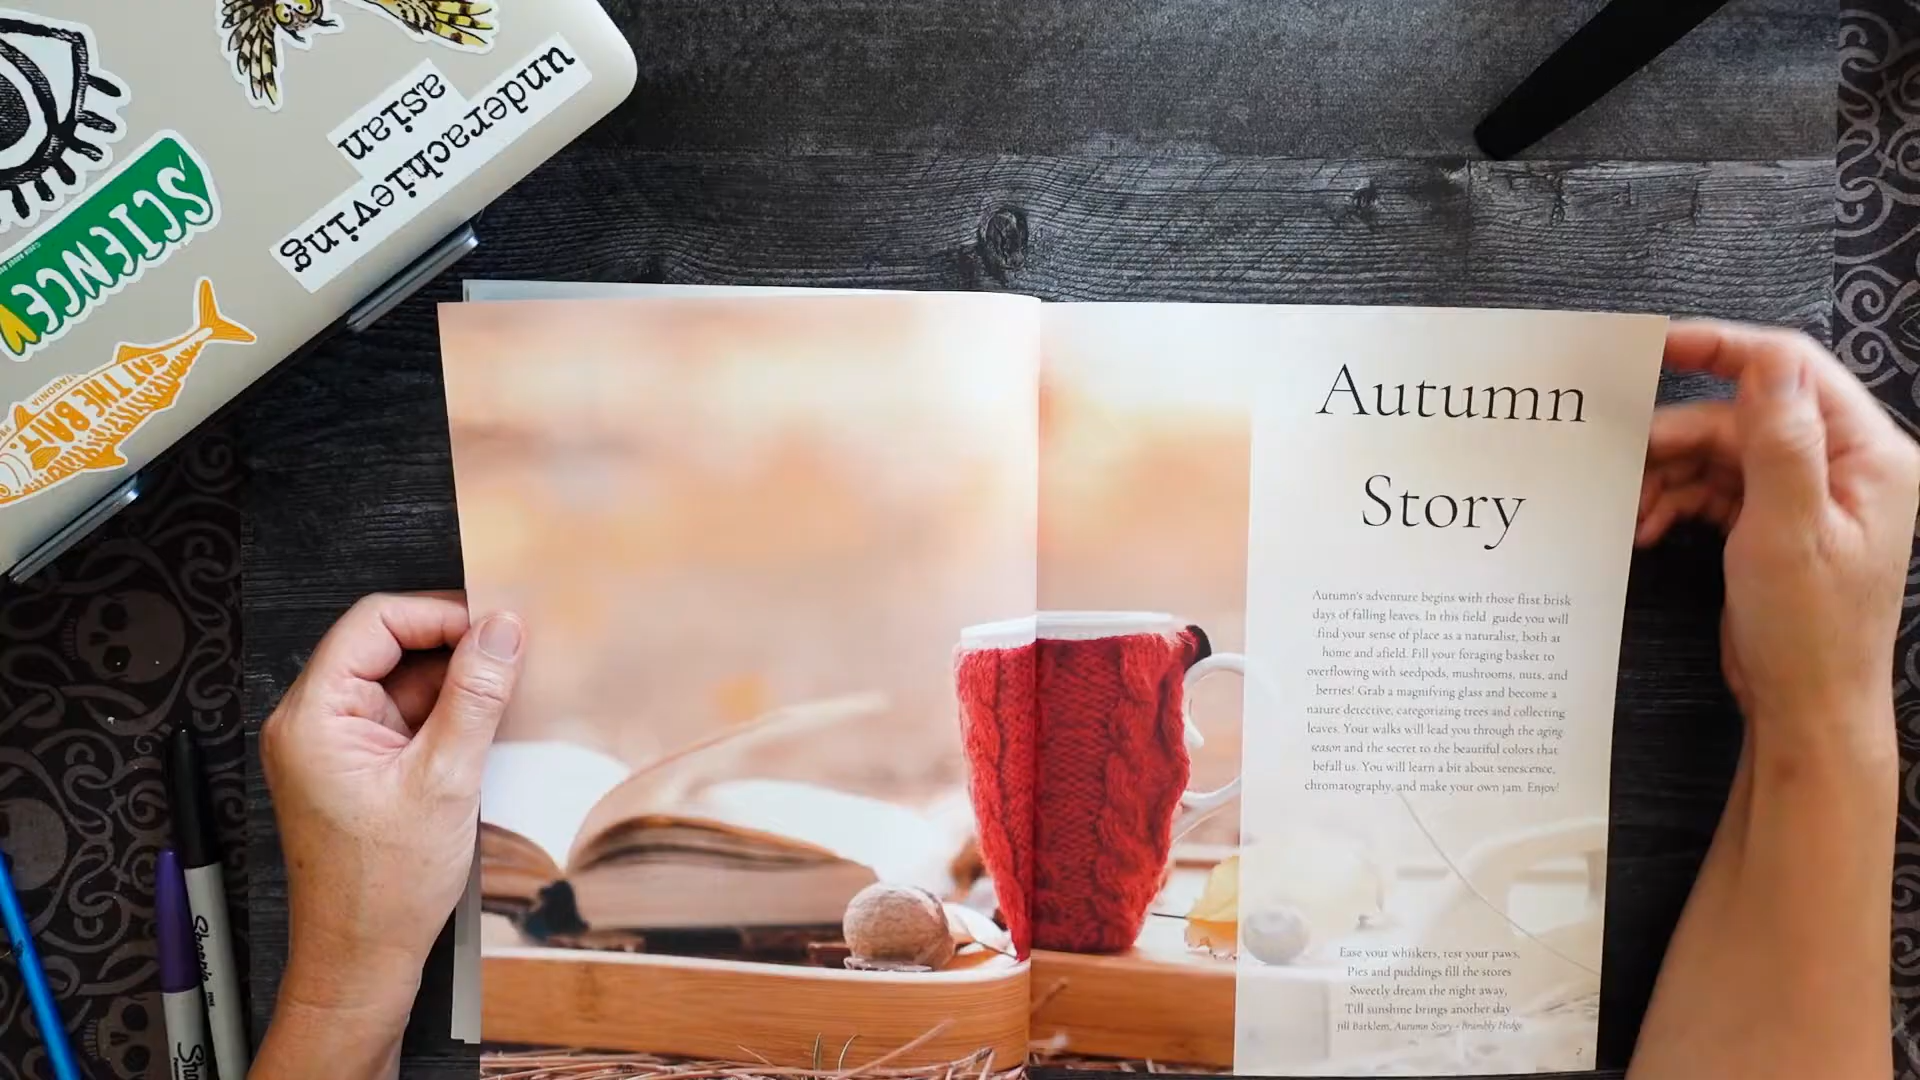 underachieving
asian
SCIENCE
EAT THE BAIT.
Autumn
Story
Autumn's adventure begins with those first brisk
days of falling leaves. In this field guide you will
find your sense of place as a naturalist, both at
home and afield. Fill your foraging basket to
overflowing with seedpods, mushrooms, nuts, and
berries! Grab a magnifying glass and become a
nature detective, categorizing trees and collecting
leaves. Your walks will lead you through the aging
season and the secret to the beautiful colors that
befall us. You will learn a bit about senescence,
chromatography, and make your own jam. Enjoy!
Ease your whiskers, rest your paws,
Pies and puddings fill the stores
Sweetly dream the night away,
Till sunshine brings another day
Jill Barklem, Autumn Story - Brambly Hedge
Sharpie